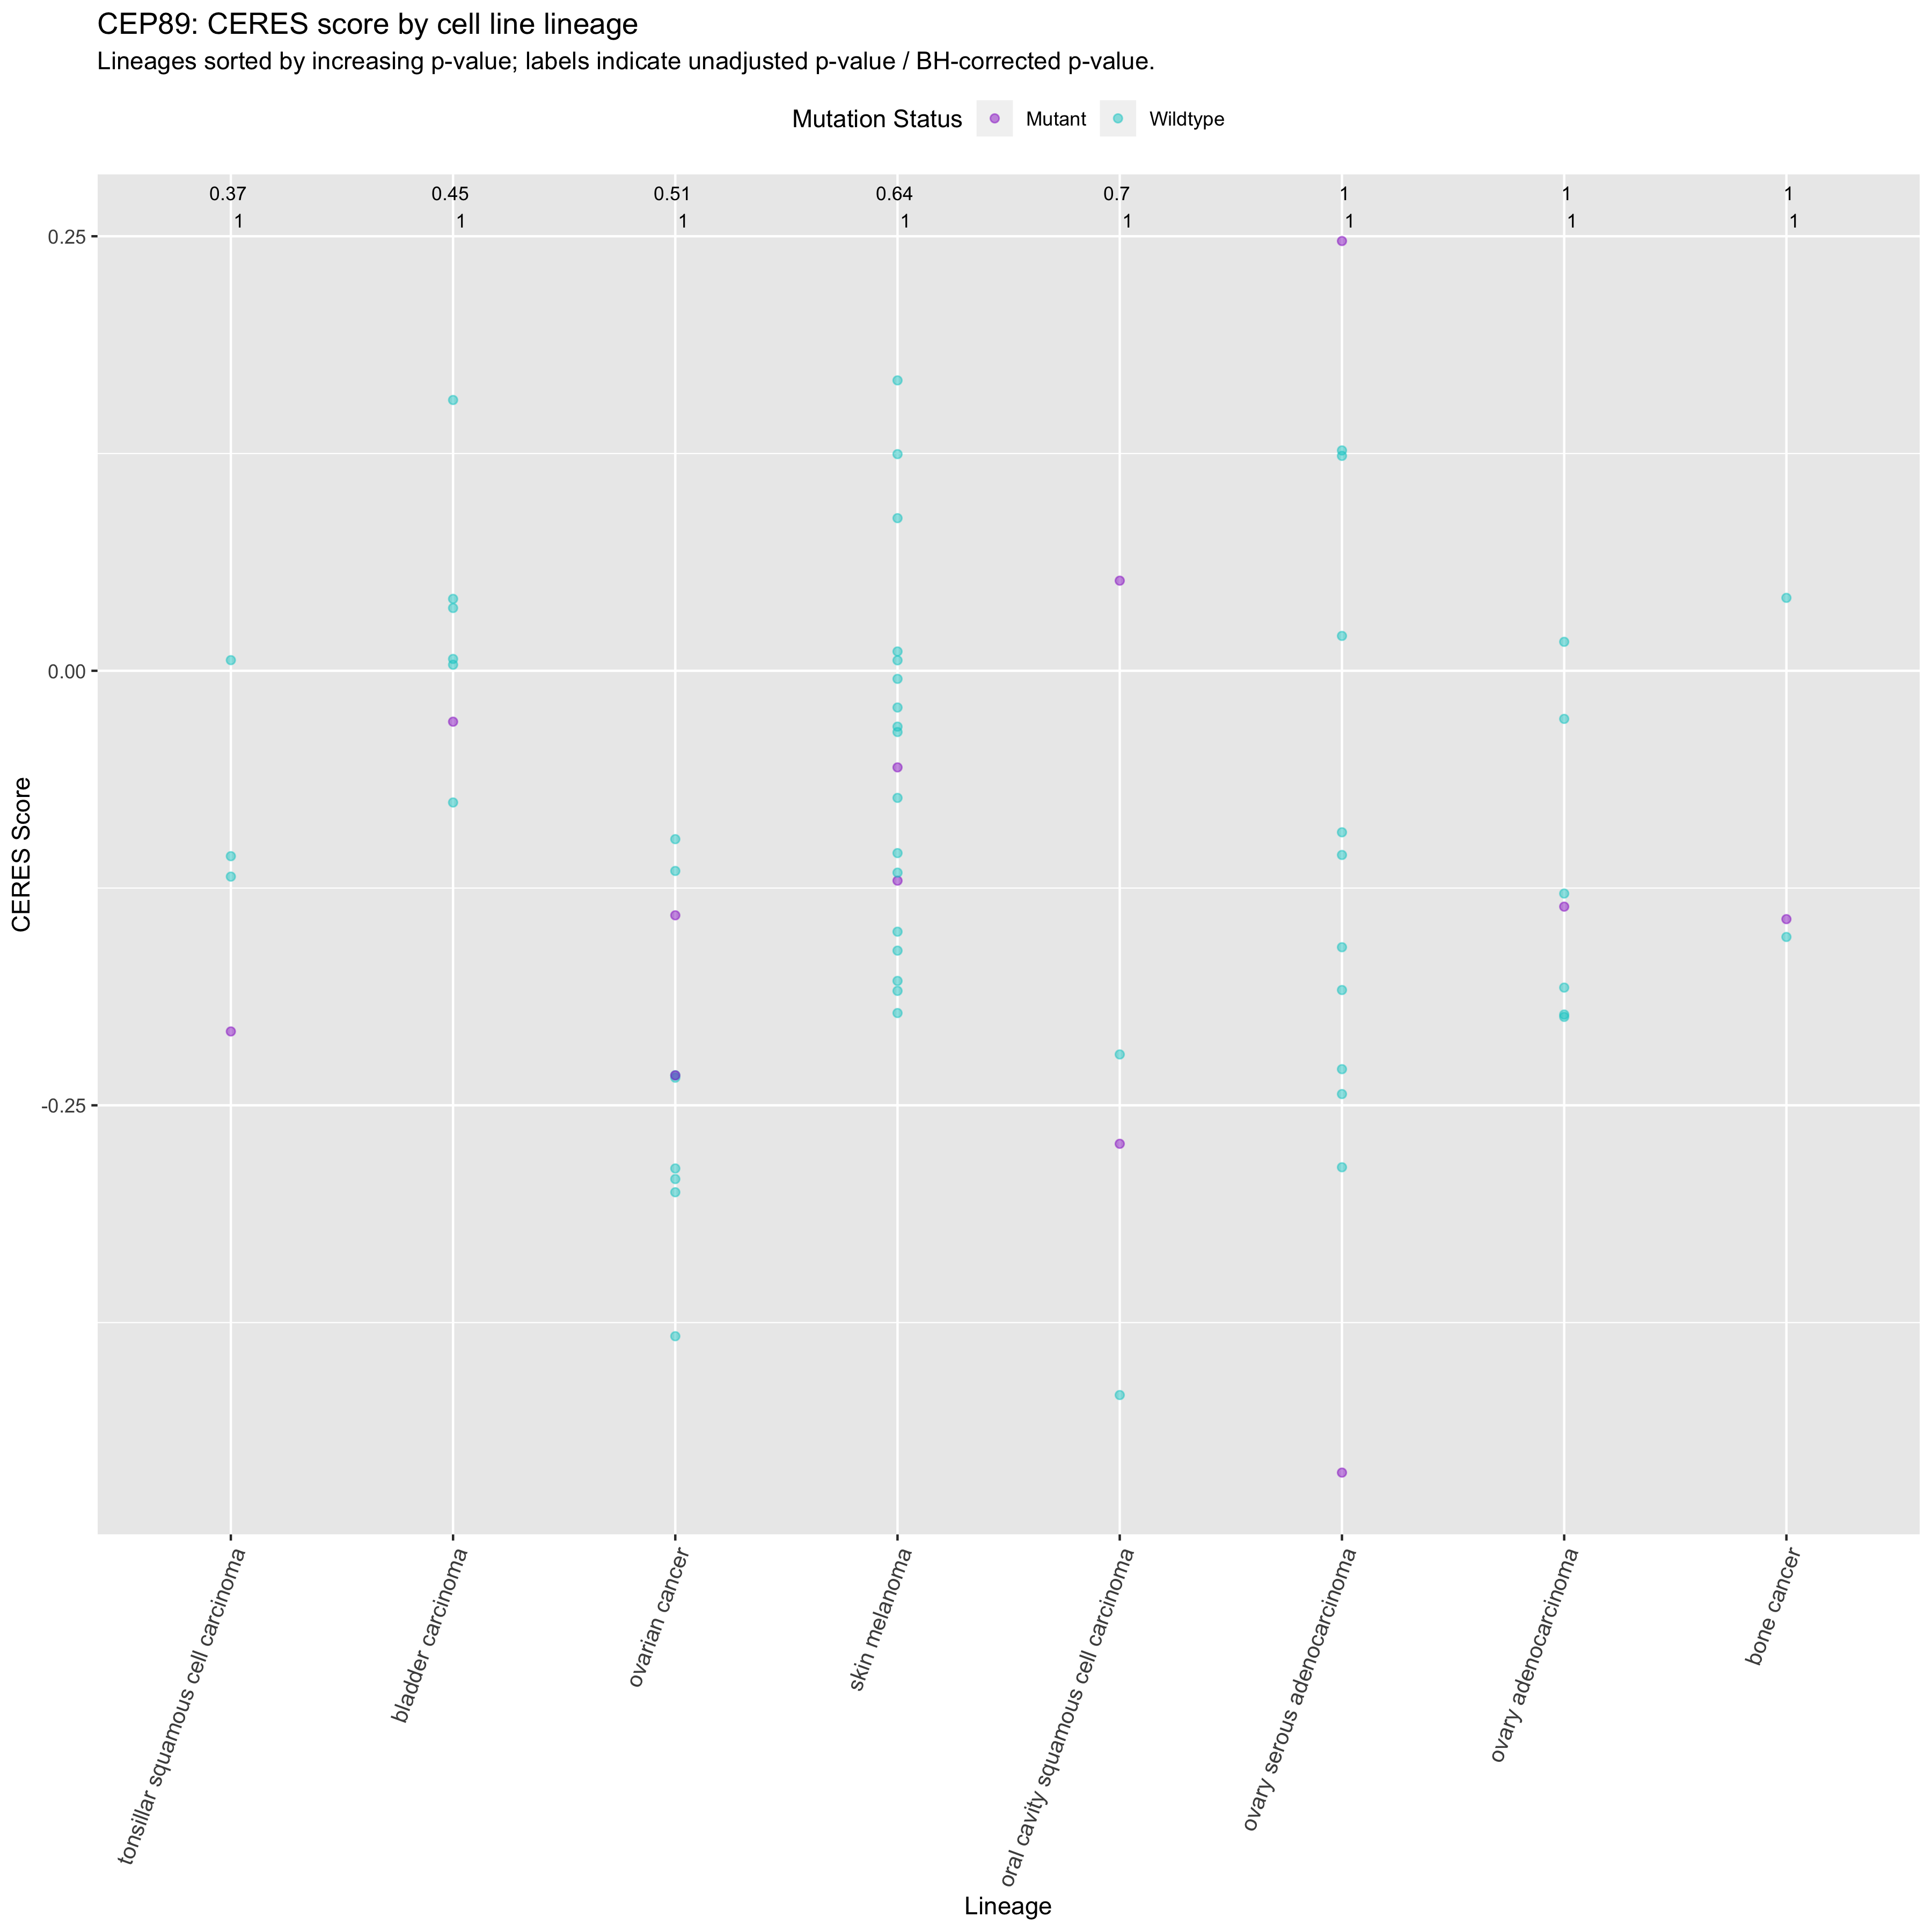 CEP89: CERES score by cell line lineage
Lineages sorted by increasing p-value; labels indicate unadjusted p-value / BH-corrected p-value.
Mutation Status Mutant Wildtype
0.37 0.45 0.51 0.64 0.7 1 1 1
1 1 1 1 1 1 1 1
0.25
0.00
-0.25
CERES Score
tonsillar squamous cell carcinoma
bladder carcinoma
ovarian cancer
skin melanoma
oral cavity squamous cell carcinoma
ovary serous adenocarcinoma
ovary adenocarcinoma
bone cancer
Lineage